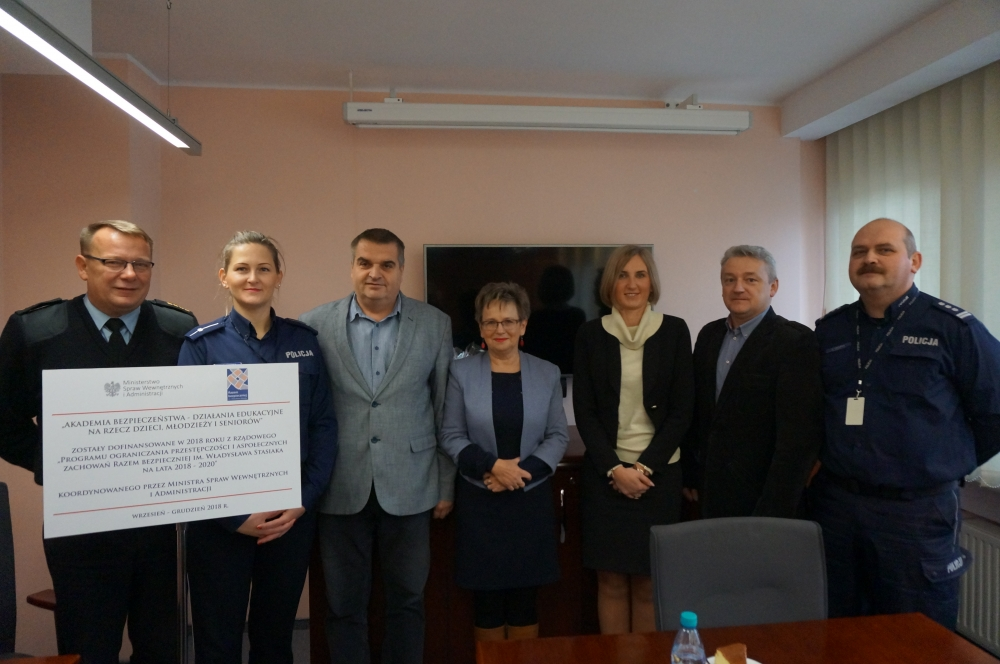 Ministerstwo
Spraw Wewnętrznych
i Administracji
„AKADEMIA BEZPIECZEŃSTWA - DZIAŁANIA EDUKACYJNE
NA RZECZ DZIECI, MŁODZIEŻY I SENIORÓW”
ZOSTAŁY DOFINANSOWANE W 2018 ROKU Z RZĄDOWEGO
„PROGRAMU OGRANICZANIA PRZESTĘPCZOŚCI I ASPOŁECZNYCH
ZACHOWAŃ RAZEM BEZPIECZNIEJ IM. WŁADYSŁAWA STASIAKA
NA LATA 2018 - 2020”
KOORDYNOWANEGO PRZEZ MINISTRA SPRAW WEWNĘTRZNYCH
I ADMINISTRACJI
WRZESIEŃ - GRUDZIEŃ 2018 R.
POLICJA
POLICJA